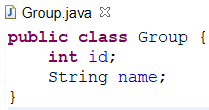 Group.java
public class Group {
    int id;
    String name;
}